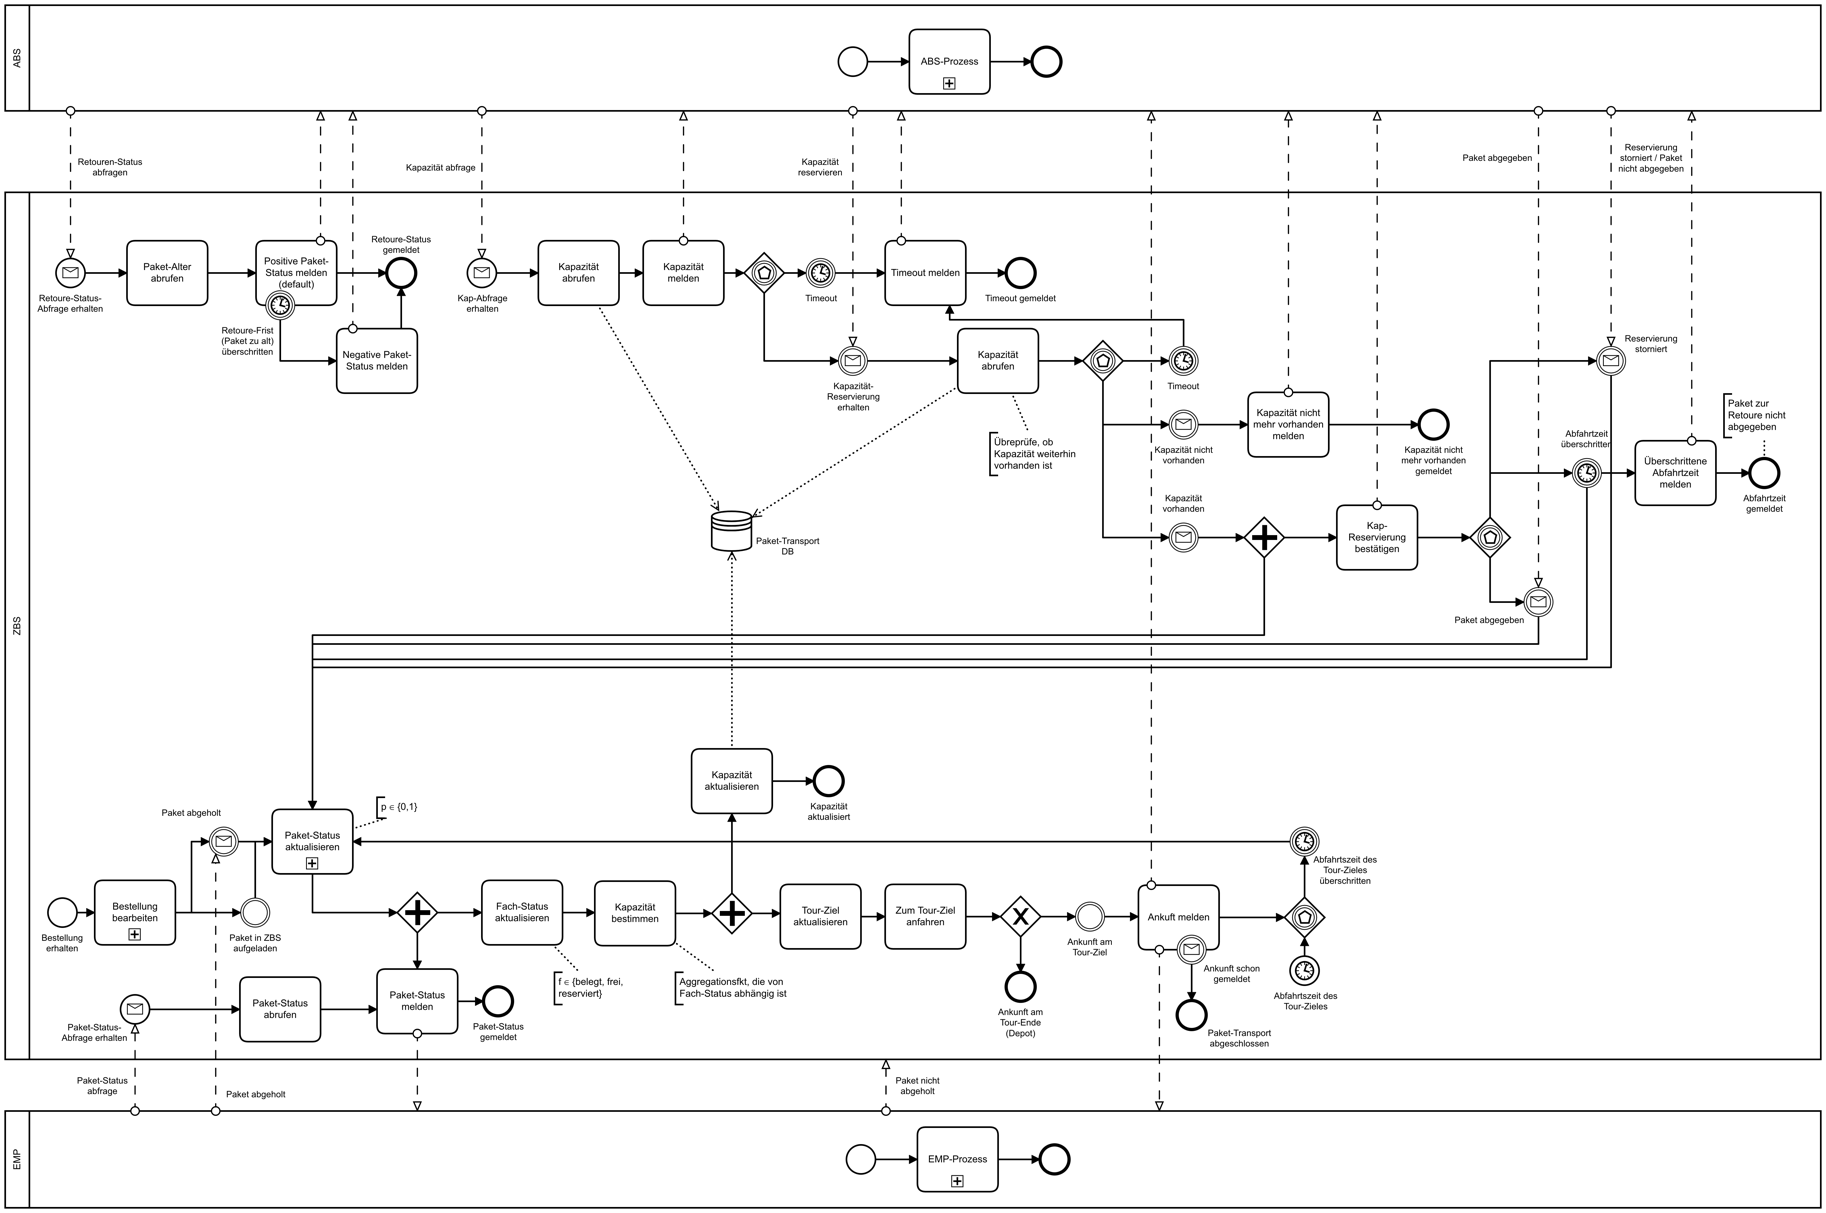 ABS
ABS-Prozess
Retouren-Status
abfragen
Kapazität abfrage
Kapazität
reservieren
Paket abgegeben
Reservierung
storniert / Paket
nicht abgegeben
ZBS
Retoure-Status-
Abfrage erhalten
Paket-Alter
abrufen
Positive Paket-
Status melden
(default)
Retoure-Status
gemeldet
Retoure-Frist
(Paket zu alt)
überschritten
Negative Paket-
Status melden
Kap-Abfrage
erhalten
Kapazität
abrufen
Kapazität
melden
Timeout
Timeout melden
Timeout gemeldet
Kapazität-
Reservierung
erhalten
Kapazität
abrufen
Timeout
Übreprüfe, ob
Kapazität weiterhin
vorhanden ist
Kapazität nicht
vorhanden
Kapazität nicht
mehr vorhanden
melden
Kapazität nicht
mehr vorhanden
gemeldet
Kapazität
vorhanden
Kap-
Reservierung
bestätigen
Reservierung
storniert
Abfahrtzeit
überschritten
Überschrittene
Abfahrtzeit
melden
Paket zur
Retoure nicht
abgegeben
Abfahrtzeit
gemeldet
Paket abgegeben
Paket-Transport
DB
Kapazität
aktualisieren
Kapazität
aktualisiert
Paket abgeholt
Paket-Status
aktualisieren
p ∈ {0,1}
Bestellung
erhalten
Bestellung
bearbeiten
Paket in ZBS
aufgeladen
Fach-Status
aktualisieren
Kapazität
bestimmen
Tour-Ziel
aktualisieren
Zum Tour-Ziel
anfahren
Ankunft am
Tour-Ziel
Ankuft melden
Abfahrtszeit des
Tour-Zieles
überschritten
Ankunft schon
gemeldet
Abfahrtszeit des
Tour-Zieles
f ∈ {belegt, frei,
reserviert}
Aggregationsfkt, die von
Fach-Status abhängig ist
Ankunft am
Tour-Ende
(Depot)
Paket-Transport
abgeschlossen
Paket-Status-
Abfrage erhalten
Paket-Status
abrufen
Paket-Status
melden
Paket-Status
gemeldet
Paket-Status
abfrage
Paket abgeholt
Paket nicht
abgeholt
EMP
EMP-Prozess